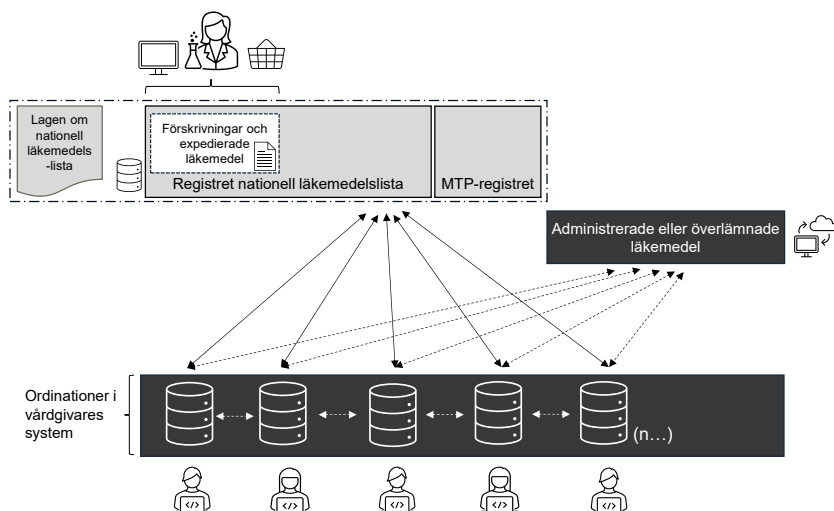 Lagen om
nationell
läkemedels
-lista
Förskrivningar och
expedierade
läkemedel
Registret nationell läkemedelslista
MTP-registret
Administrerade eller överlämnade
läkemedel
Ordinationer i
vårdgivares
system
(n…)
</>
</>
</>
</>
</>